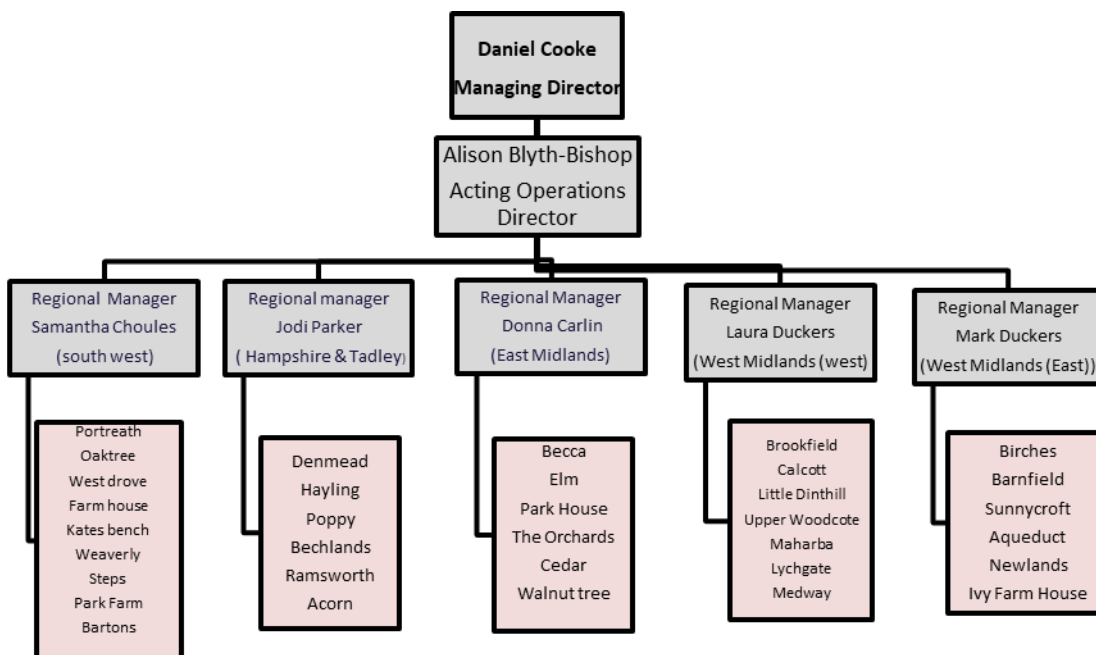 Daniel Cooke
Managing Director
Alison Blyth-Bishop
Acting Operations
Director
Regional Manager
Samantha Choules
(south west)
Regional manager
Jodi Parker
( Hampshire & Tadley)
Regional Manager
Donna Carlin
(East Midlands)
Regional Manager
Laura Duckers
(West Midlands (west)
Regional Manager
Mark Duckers
(West Midlands (East))
Portreath
Oaktree
West drove
Farm house
Kates bench
Weaverly
Steps
Park Farm
Bartons
Denmead
Hayling
Poppy
Bechlands
Ramsworth
Acorn
Becca
Elm
Park House
The Orchards
Cedar
Walnut tree
Brookfield
Calcott
Little Dinthill
Upper Woodcote
Maharba
Lychgate
Medway
Birches
Barnfield
Sunnycroft
Aqueduct
Newlands
Ivy Farm House